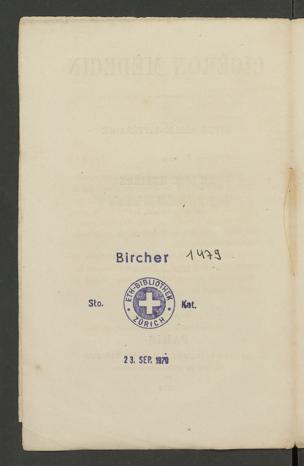 Bircher 1479
Sto. ETH-BIBLIOTHEK ZÜRICH Kat.
23. SEP. 1970